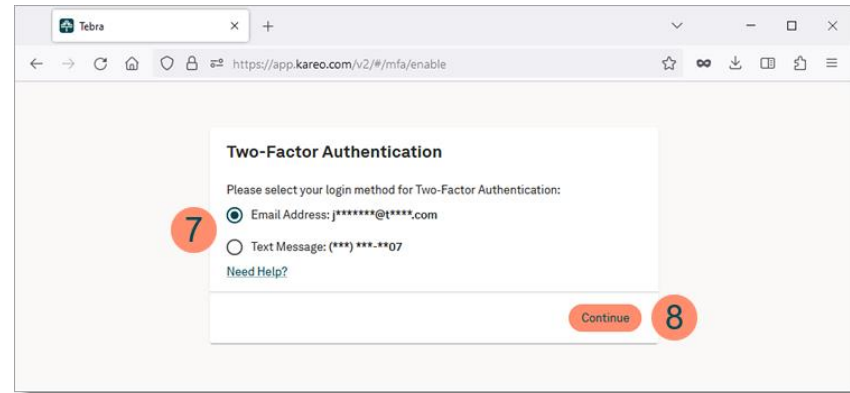 Tebra
https://app.kareo.com/v2/#/mfa/enable
Two-Factor Authentication
Please select your login method for Two-Factor Authentication:
7
Email Address: j*******@t****.com
Text Message: (***) ***-**07
Need Help?
Continue
8